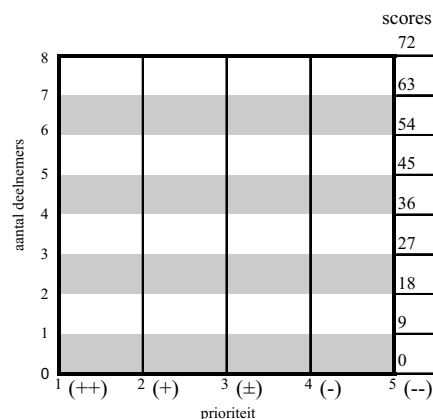 scores
8 72
7 63
6 54
5 45
4 36
3 27
2 18
1 9
0 0
aantal deelnemers
1 (++) 2 (+) 3 (±) 4 (-) 5 (--)
prioriteit